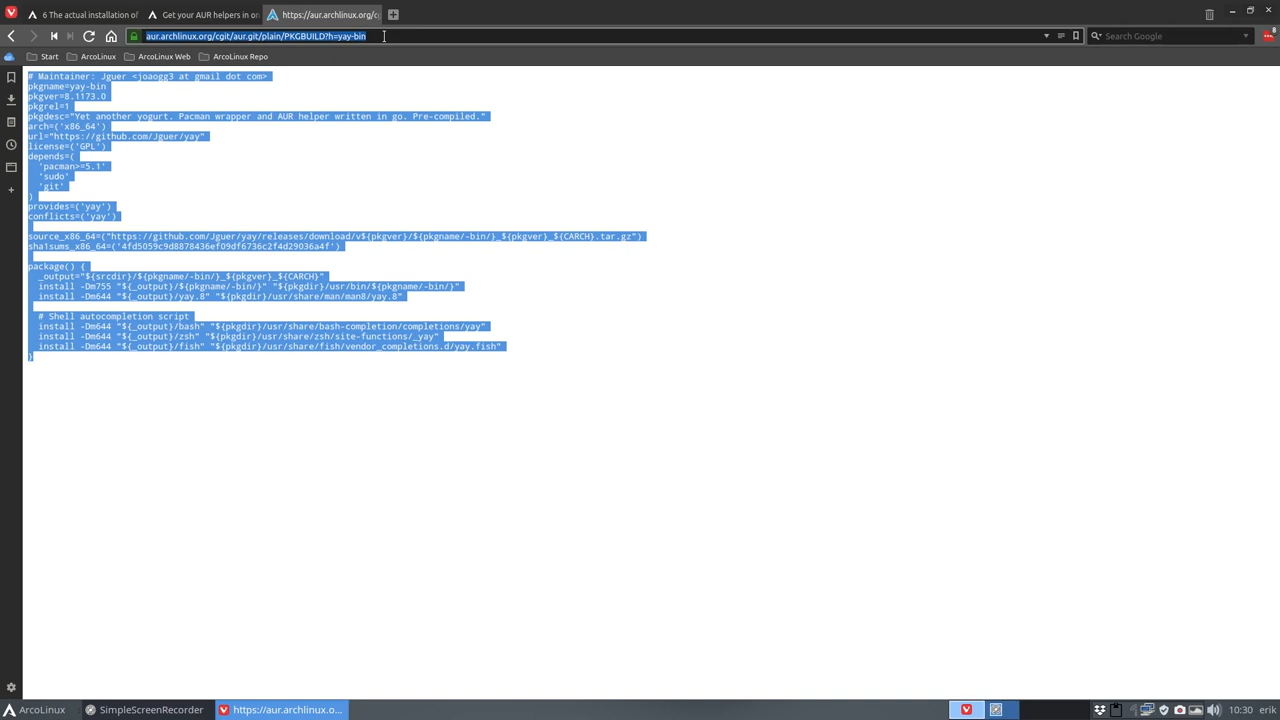 6 The actual installation of
Get your AUR helpers in or
https://aur.archlinux.org/c
aur.archlinux.org/cgit/aur.git/plain/PKGBUILD?h=yay-bin
Search Google
Start
ArcoLinux
ArcoLinux Web
ArcoLinux Repo
# Maintainer: Jguer <joaogg3 at gmail dot com>
pkgname=yay-bin
pkgver=8.1173.0
pkgrel=1
pkgdesc="Yet another yogurt. Pacman wrapper and AUR helper written in go. Pre-compiled."
arch=('x86_64')
url="https://github.com/Jguer/yay"
license=('GPL')
depends=(
  'pacman>=5.1'
  'sudo'
  'git'
)
provides=('yay')
conflicts=('yay')
source_x86_64=("https://github.com/Jguer/yay/releases/download/v${pkgver}/${pkgname/-bin/}_${pkgver}_${CARCH}.tar.gz")
sha1sums_x86_64=('4fd5059c9d8878436ef09df6736c2f4d29036a4f')
package() {
  _output="${srcdir}/${pkgname/-bin/}_${pkgver}_${CARCH}"
  install -Dm755 "${_output}/${pkgname/-bin/}" "${pkgdir}/usr/bin/${pkgname/-bin/}"
  install -Dm644 "${_output}/yay.8" "${pkgdir}/usr/share/man/man8/yay.8"
  # Shell autocompletion script
  install -Dm644 "${_output}/bash" "${pkgdir}/usr/share/bash-completion/completions/yay"
  install -Dm644 "${_output}/zsh" "${pkgdir}/usr/share/zsh/site-functions/_yay"
  install -Dm644 "${_output}/fish" "${pkgdir}/usr/share/fish/vendor_completions.d/yay.fish"
}
ArcoLinux
SimpleScreenRecorder
https://aur.archlinux.o...
10:30
erik